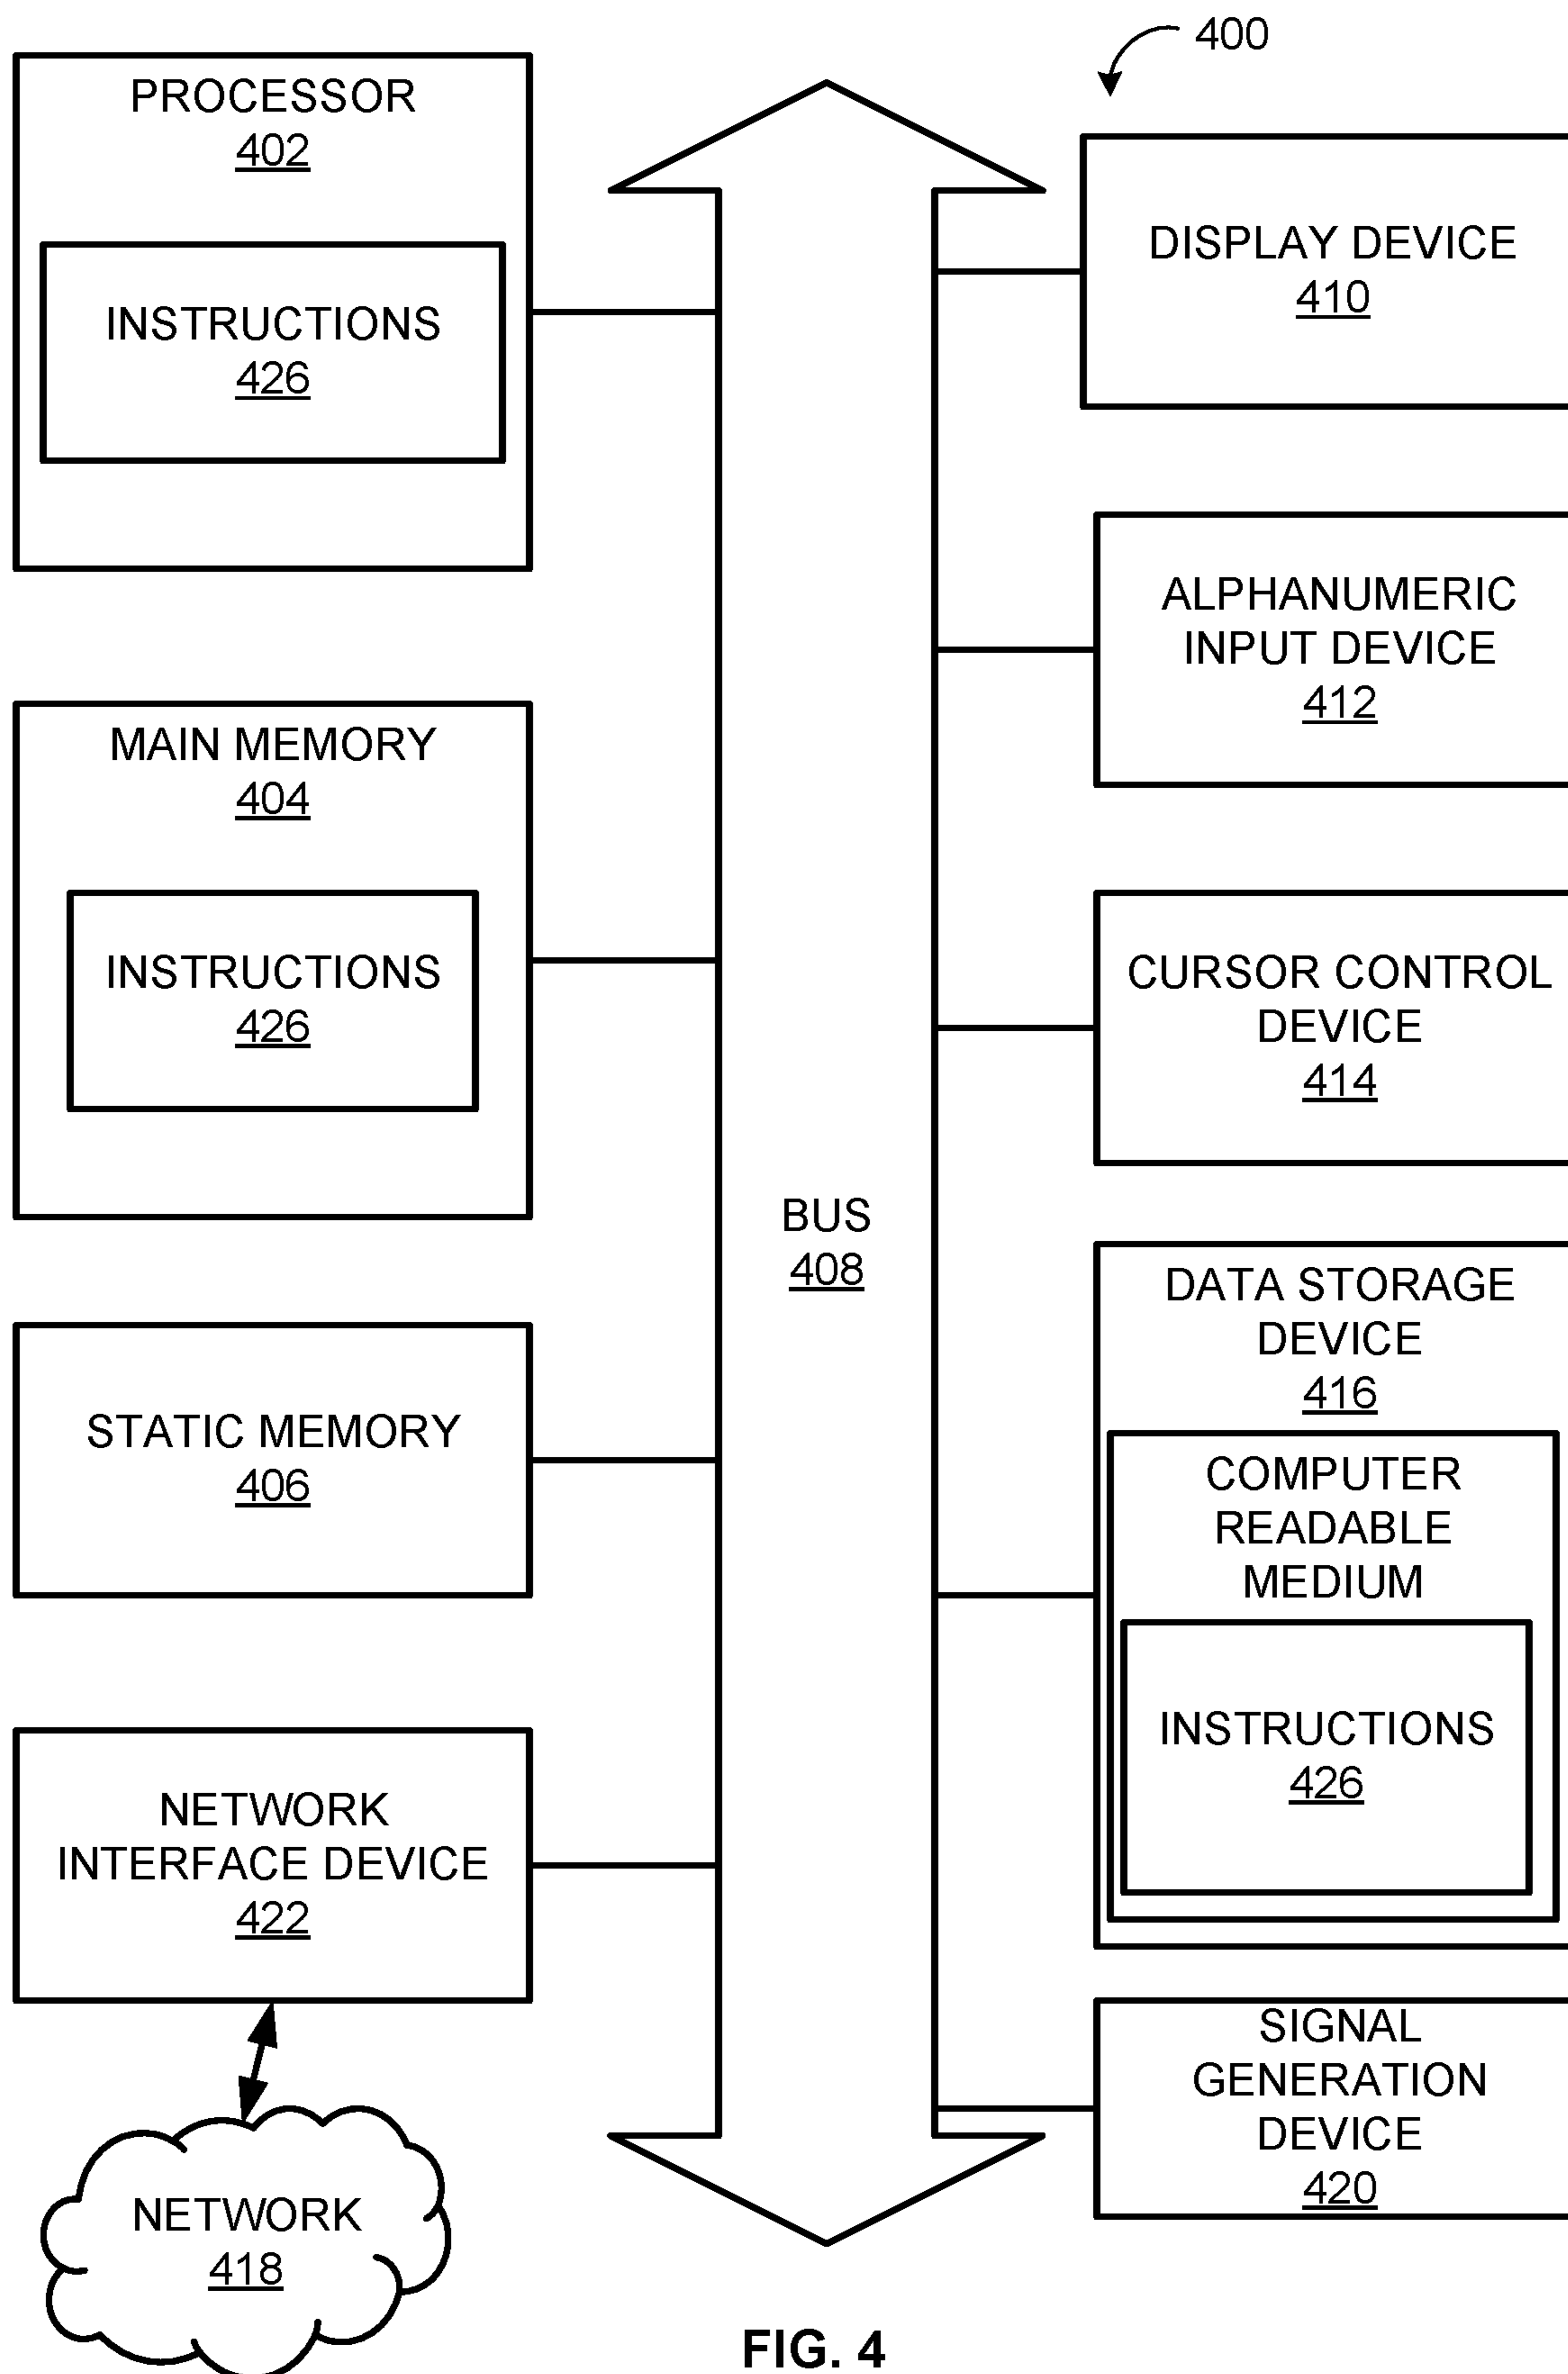 400
PROCESSOR
402
INSTRUCTIONS
426
MAIN MEMORY
404
INSTRUCTIONS
426
STATIC MEMORY
406
NETWORK
INTERFACE DEVICE
422
NETWORK
418
BUS
408
DISPLAY DEVICE
410
ALPHANUMERIC
INPUT DEVICE
412
CURSOR CONTROL
DEVICE
414
DATA STORAGE
DEVICE
416
COMPUTER
READABLE
MEDIUM
INSTRUCTIONS
426
SIGNAL
GENERATION
DEVICE
420
FIG. 4